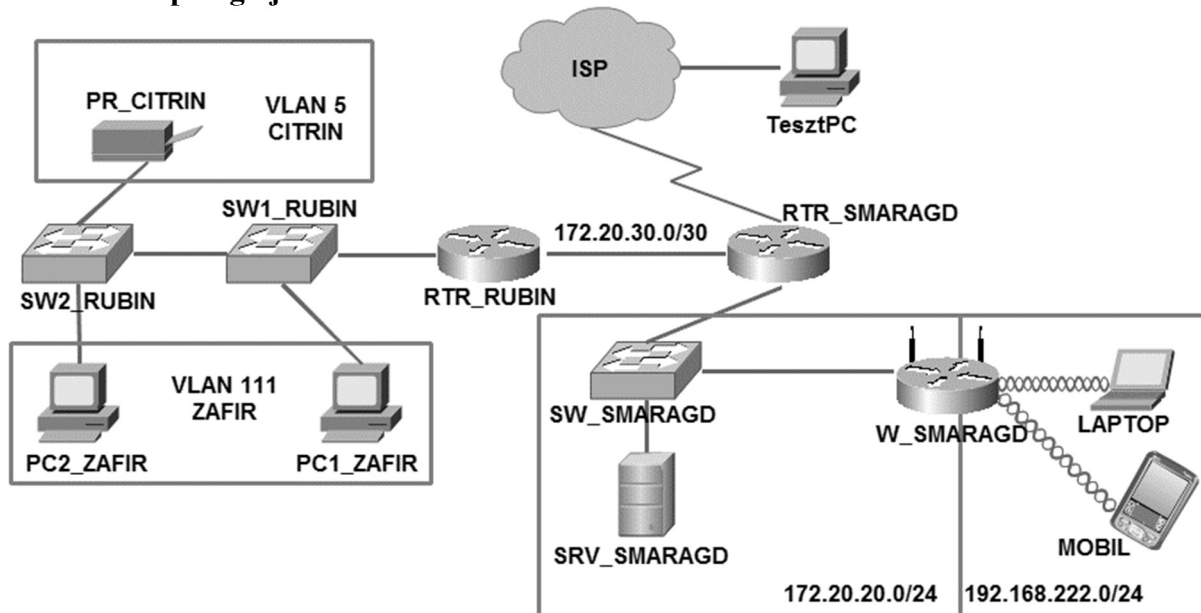 ISP
TesztPC
PR_CITRIN
VLAN 5
CITRIN
SW1_RUBIN
RTR_SMARAGD
172.20.30.0/30
SW2_RUBIN
RTR_RUBIN
VLAN 111
ZAFIR
PC2_ZAFIR
PC1_ZAFIR
SW_SMARAGD
W_SMARAGD
LAPTOP
SRV_SMARAGD
MOBIL
172.20.20.0/24
192.168.222.0/24